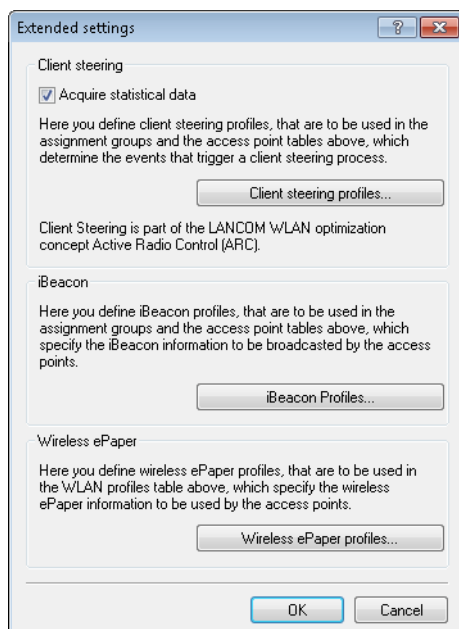 Extended settings
?
Client steering
Acquire statistical data
Here you define client steering profiles, that are to be used in the
assignment groups and the access point tables above, which
determine the events that trigger a client steering process.
Client steering profiles...
Client Steering is part of the LANCOM WLAN optimization
concept Active Radio Control (ARC).
iBeacon
Here you define iBeacon profiles, that are to be used in the
assignment groups and the access point tables above, which
specify the iBeacon information to be broadcasted by the access
points.
iBeacon Profiles...
Wireless ePaper
Here you define wireless ePaper profiles, that are to be used in
the WLAN profiles table above, which specify the wireless
ePaper information to be used by the access points.
Wireless ePaper profiles...
OK
Cancel